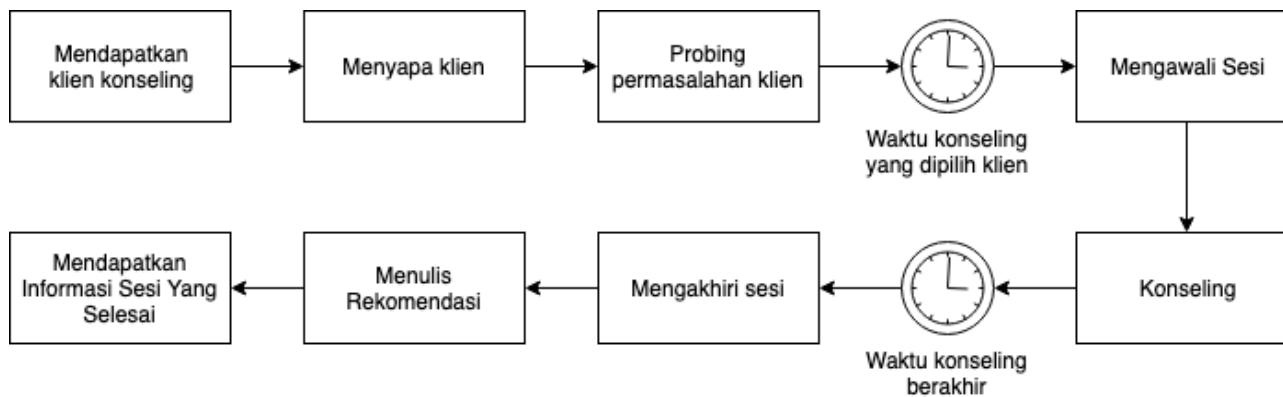 Mendapatkan
klien konseling
Menyapa klien
Probing
permasalahan klien
Waktu konseling
yang dipilih klien
Mengawali Sesi
Konseling
Waktu konseling
berakhir
Mengakhiri sesi
Menulis
Rekomendasi
Mendapatkan
Informasi Sesi Yang
Selesai